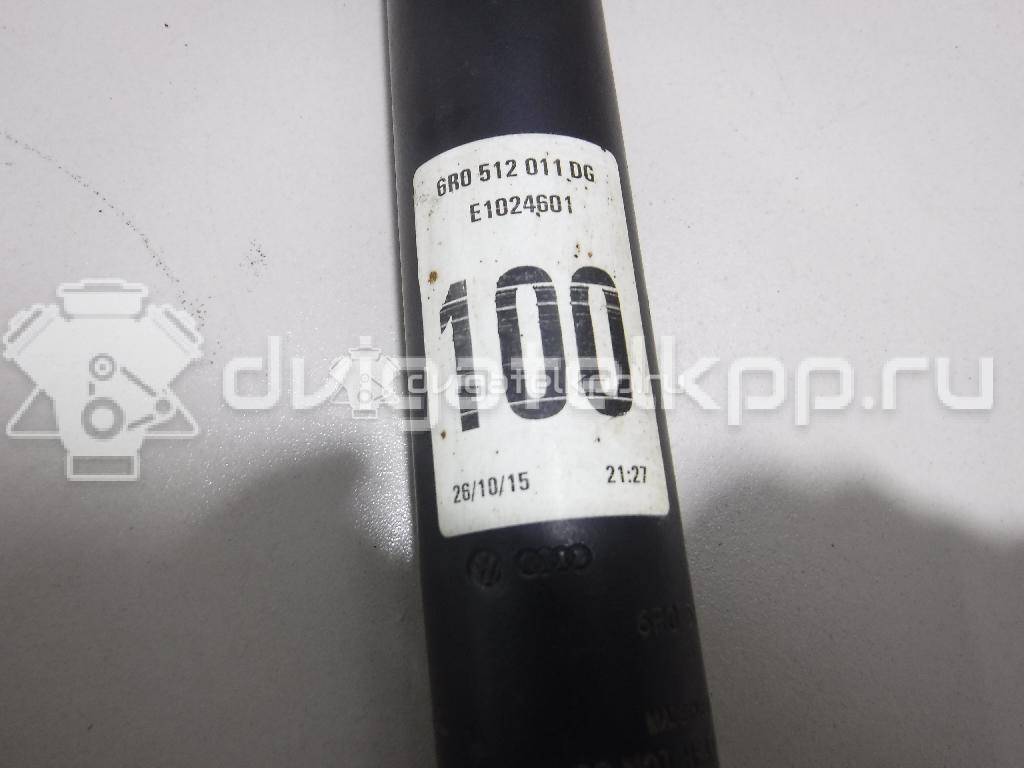 6R0 512 011 DG
E1024601
100
dvigatelkpp.ru
26/10/15 21:27